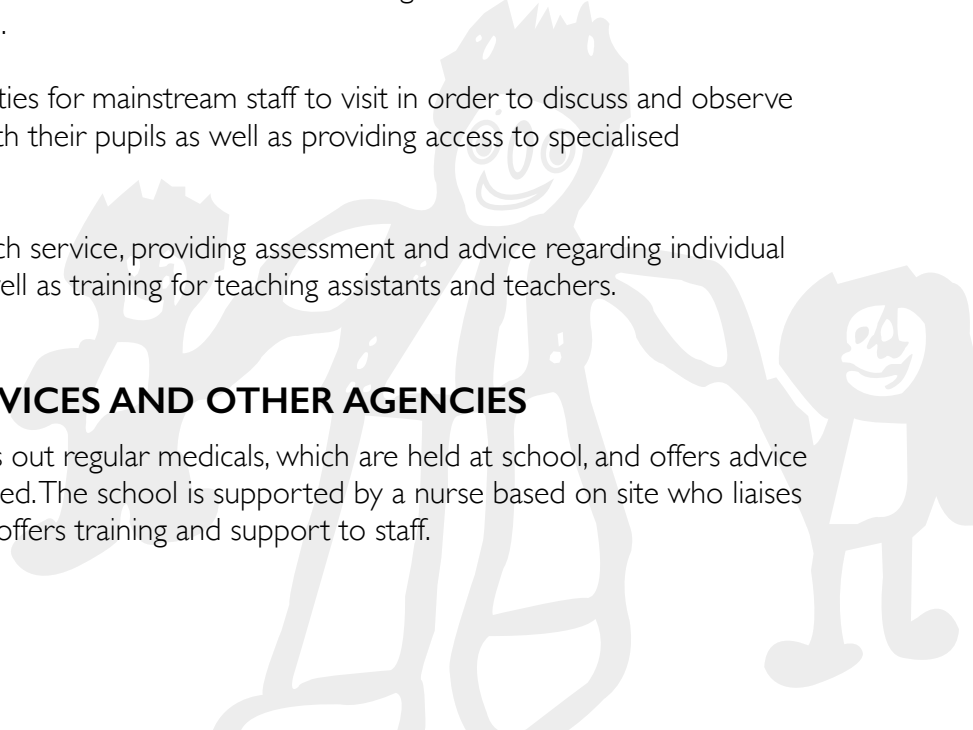 .
ties for mainstream staff to visit in order to discuss and observe
th their pupils as well as providing access to specialised
ch service, providing assessment and advice regarding individual
ell as training for teaching assistants and teachers.
VICES AND OTHER AGENCIES
s out regular medicals, which are held at school, and offers advice
ed. The school is supported by a nurse based on site who liaises
offers training and support to staff.